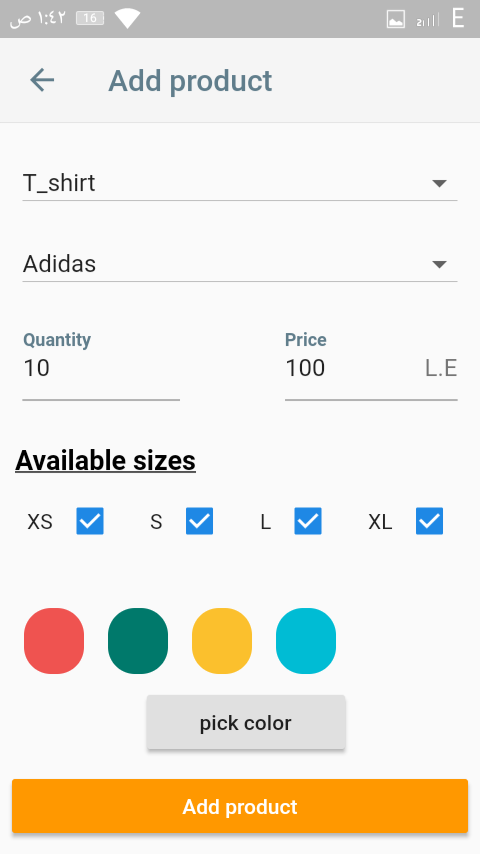 ١:٤٢ ص 16 E
Add product
T_shirt
Adidas
Quantity Price
10 100 L.E
Available sizes
XS S L XL
pick color
Add product